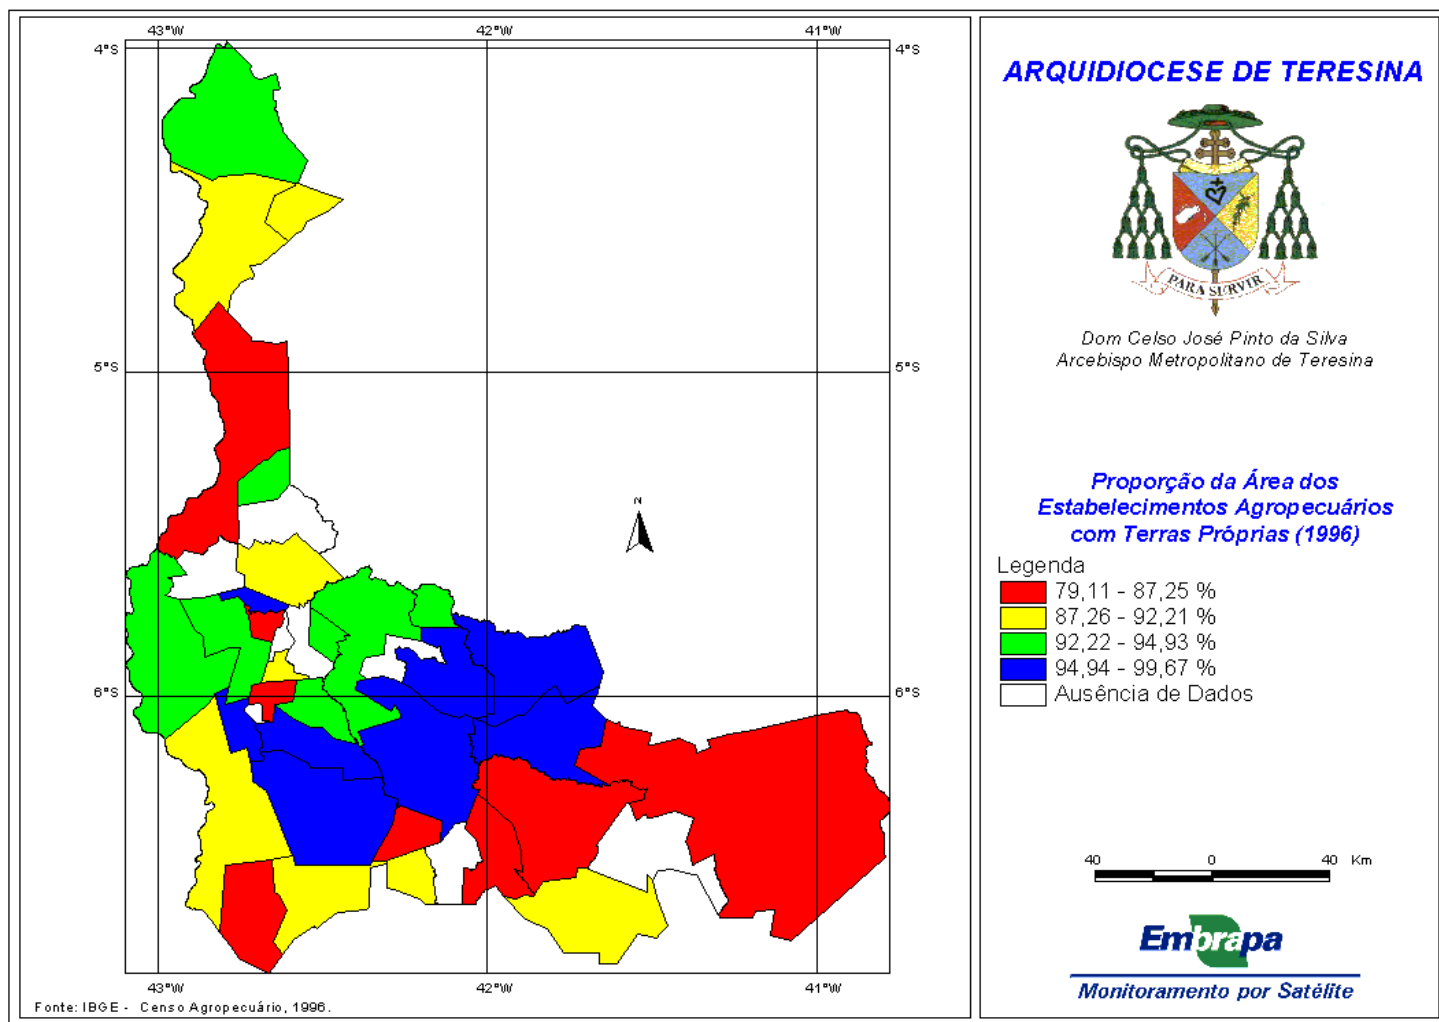 43°W 42°W 41°W
4°S 4°S
5°S 5°S
6°S 6°S
43°W 42°W 41°W
N
Fonte: IBGE - Censo Agropecuário, 1996.
ARQUIDIOCESE DE TERESINA
PARA SERVIR
Dom Celso José Pinto da Silva
Arcebispo Metropolitano de Teresina
Proporção da Área dos
Estabelecimentos Agropecuários
com Terras Próprias (1996)
Legenda
79,11 - 87,25 %
87,26 - 92,21 %
92,22 - 94,93 %
94,94 - 99,67 %
Ausência de Dados
40 0 40 Km
Embrapa
Monitoramento por Satélite